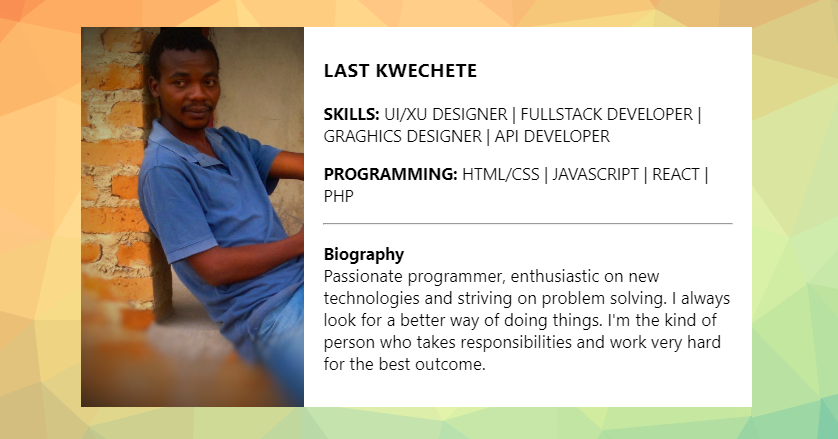 LAST KWECHETE
SKILLS: UI/XU DESIGNER | FULLSTACK DEVELOPER |
GRAGHICS DESIGNER | API DEVELOPER
PROGRAMMING: HTML/CSS | JAVASCRIPT | REACT |
PHP
Biography
Passionate programmer, enthusiastic on new
technologies and striving on problem solving. I always
look for a better way of doing things. I'm the kind of
person who takes responsibilities and work very hard
for the best outcome.